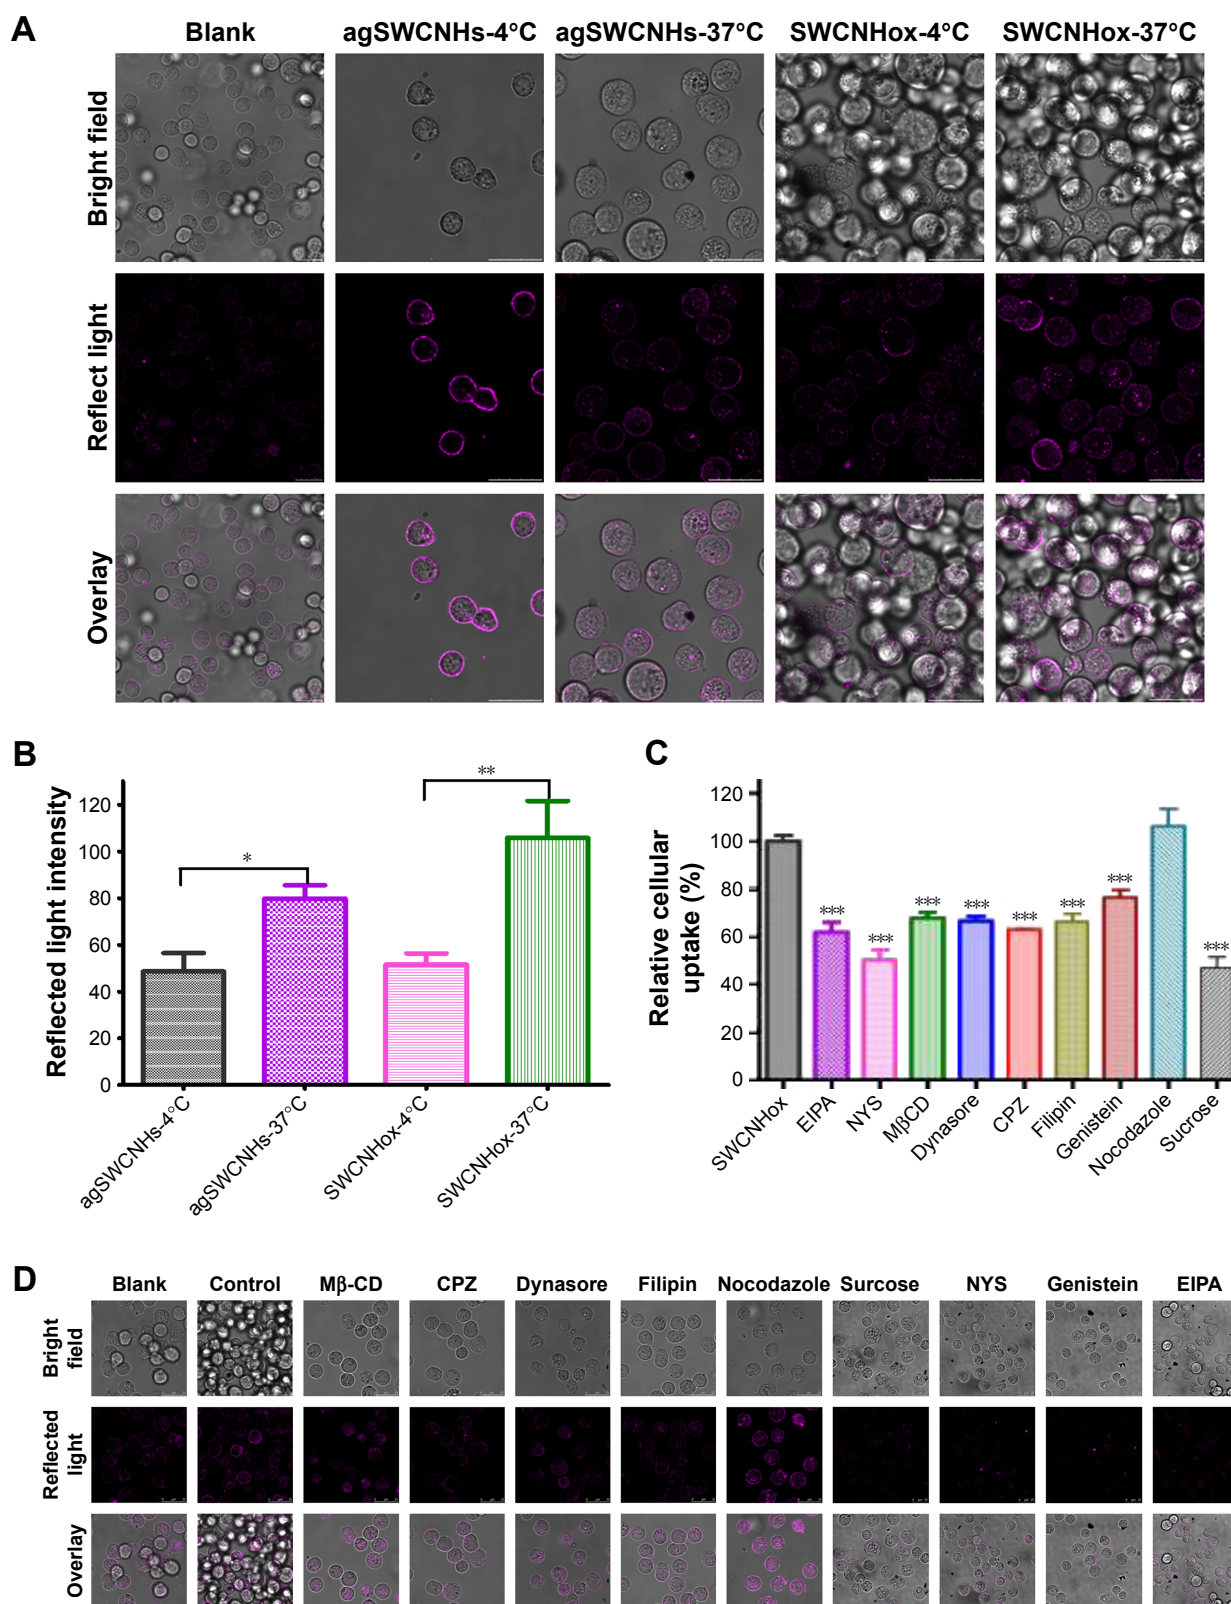 A
Blank
agSWCNHs-4°C
agSWCNHs-37°C
SWCNHox-4°C
SWCNHox-37°C
Bright field
Reflect light
Overlay
B
Reflected light intensity
120
100
80
60
40
20
0
*
**
agSWCNHs-4°C
agSWCNHs-37°C
SWCNHox-4°C
SWCNHox-37°C
C
Relative cellular
uptake (%)
120
100
80
60
40
20
0
***
***
***
***
***
***
***
***
SWCNHox
EIPA
NYS
MβCD
Dynasore
CPZ
Filipin
Genistein
Nocodazole
Sucrose
D
Blank
Control
Mβ-CD
CPZ
Dynasore
Filipin
Nocodazole
Surcose
NYS
Genistein
EIPA
Bright
field
Reflected
light
Overlay